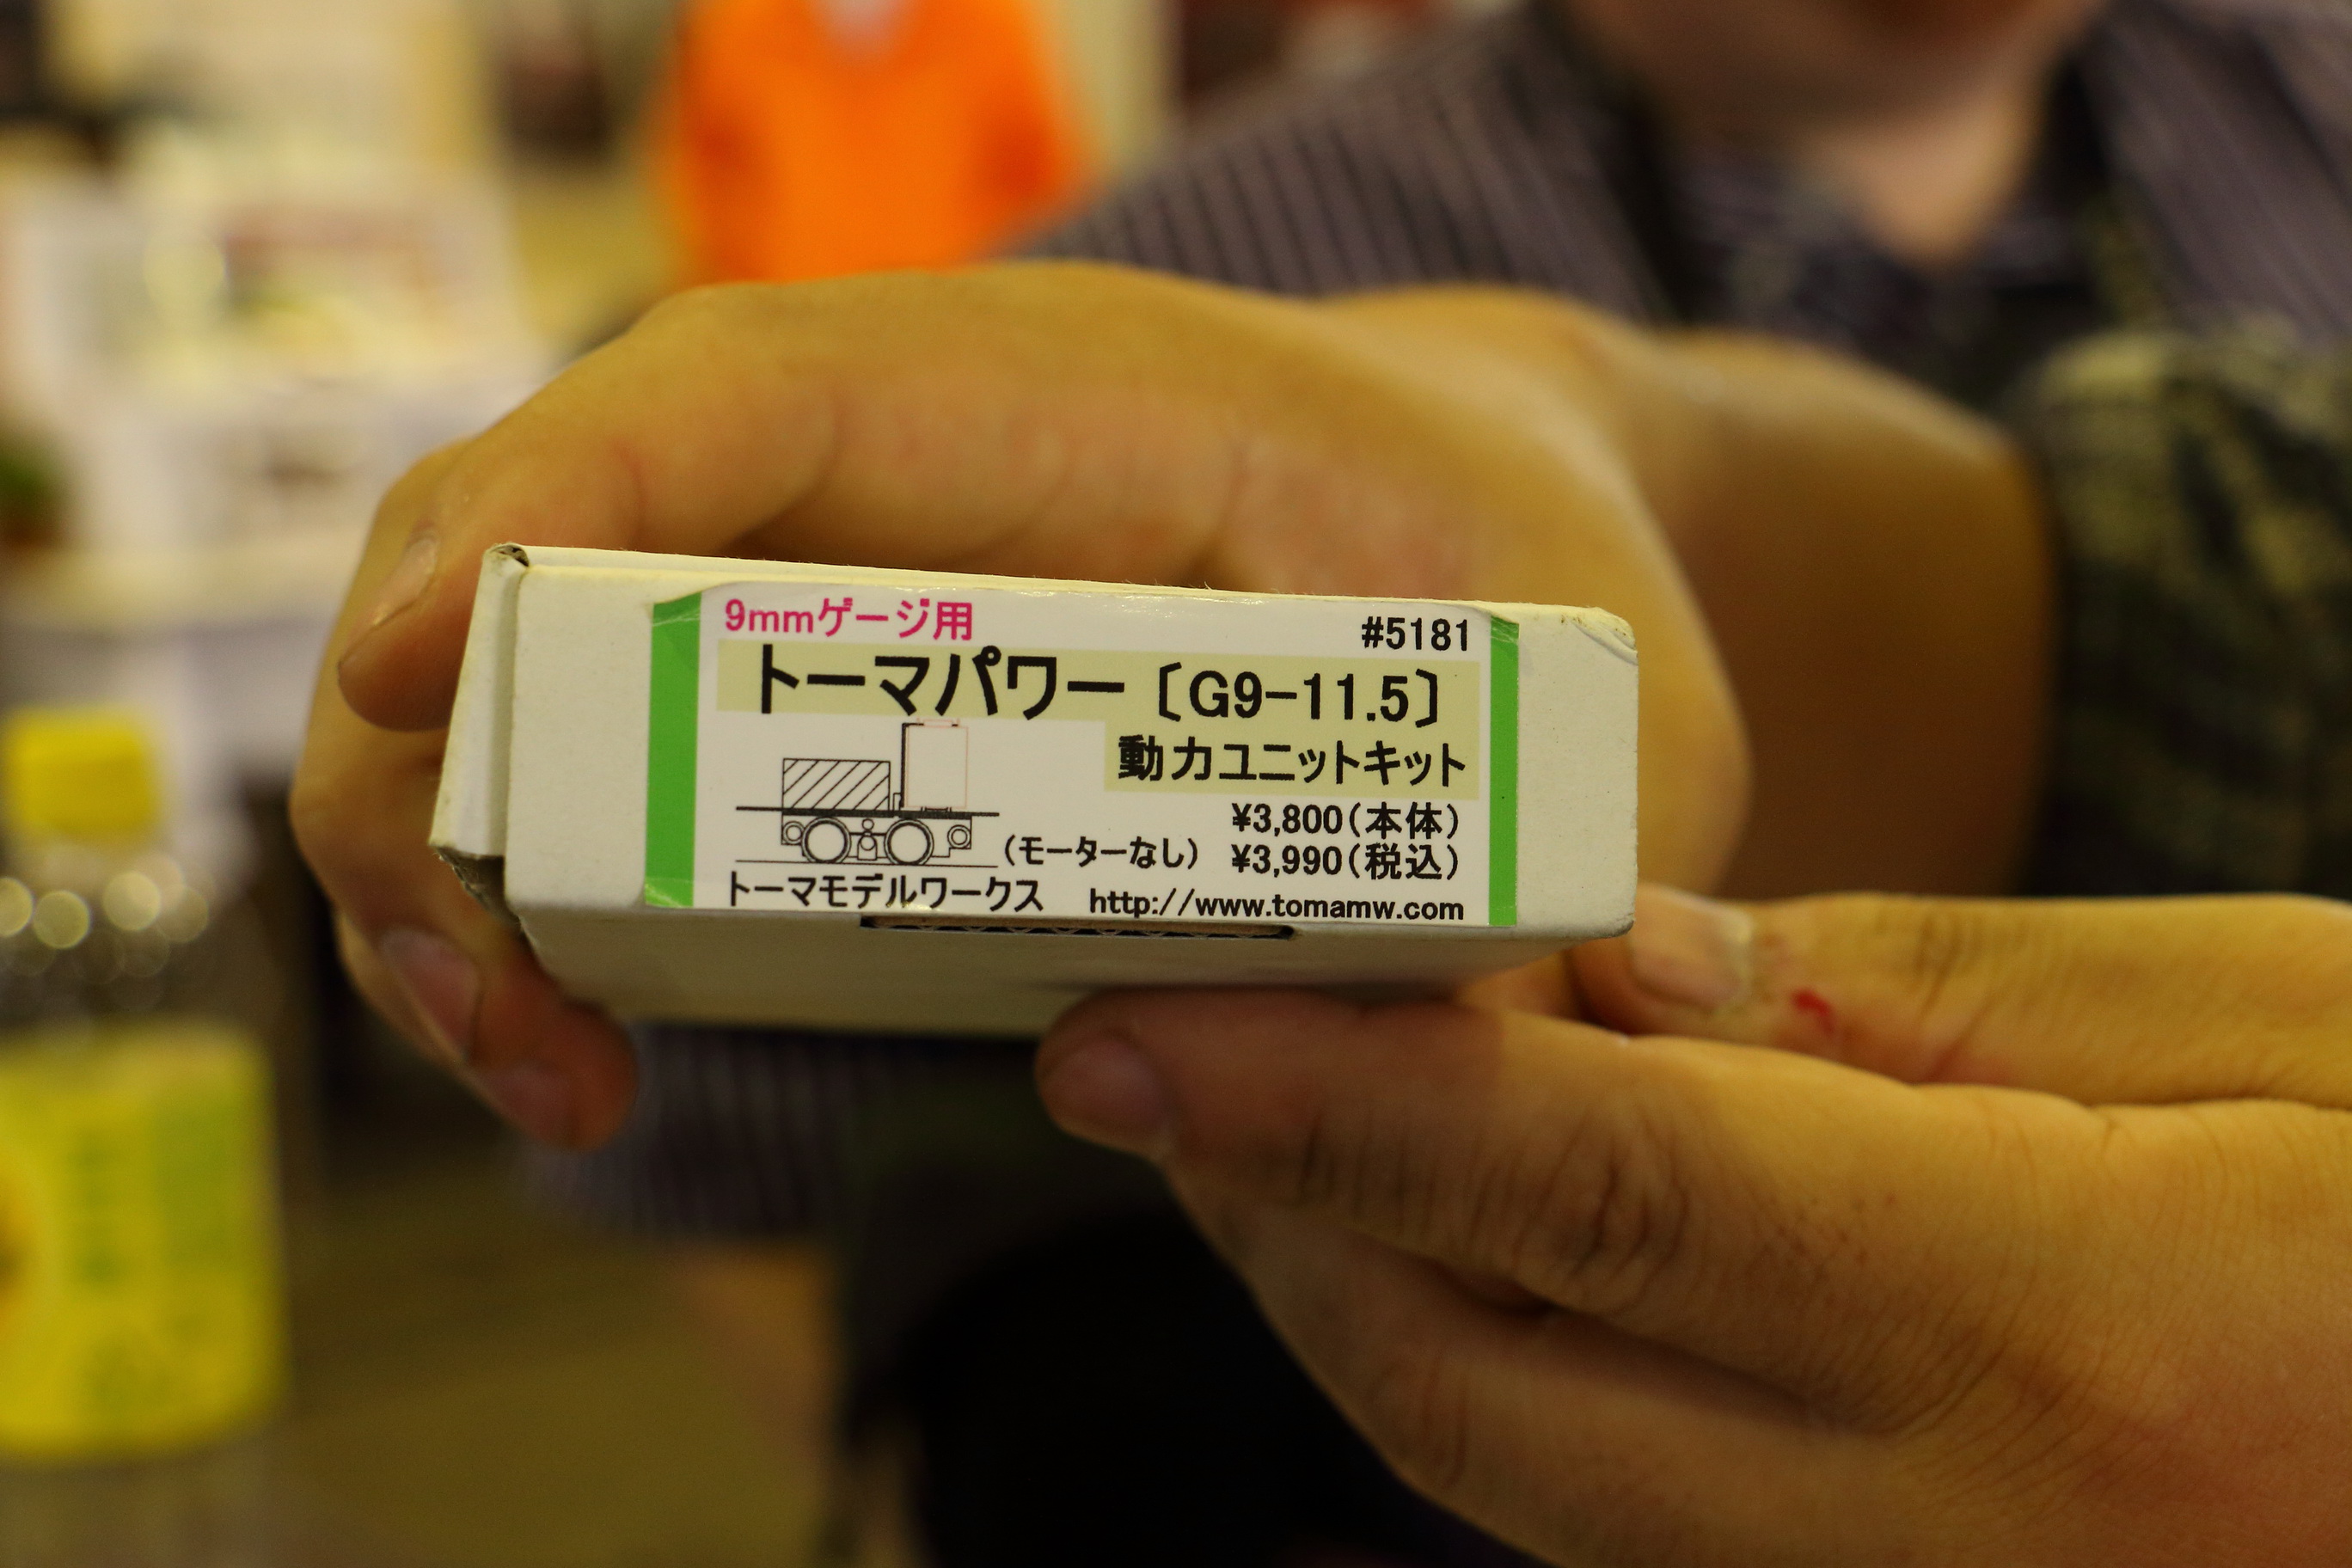 9mmゲージ用
#5181
トーマパワー〔G9-11.5〕
動力ユニットキット
¥3,800(本体)
(モーターなし) ¥3,990(税込)
トーマモデルワークス http://www.tomamw.com